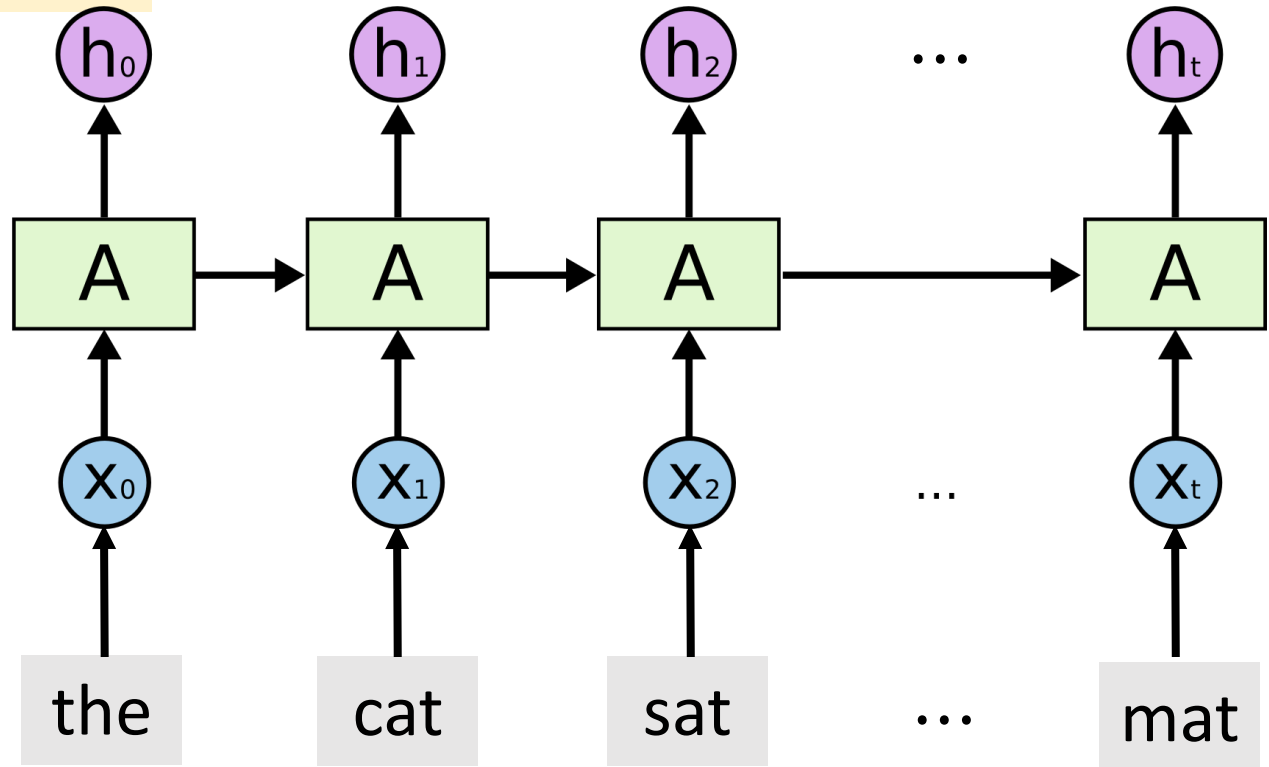 h₀ h₁ h₂ ... hₜ
A A A A
x₀ x₁ x₂ ... xₜ
the cat sat ... mat